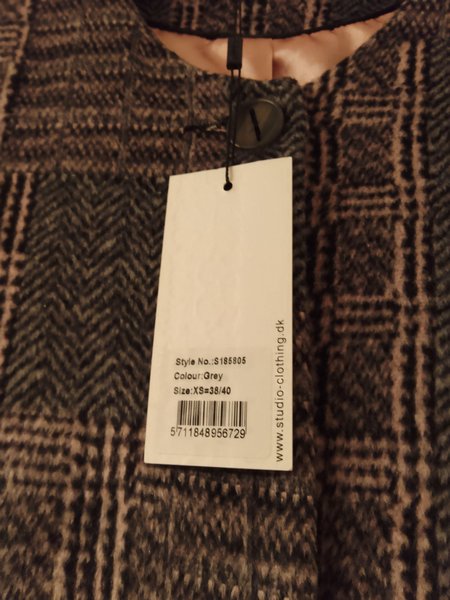 Style No.:S185805
Colour:Grey
Size:XS=38/40
5711848956729
www.studio-clothing.dk